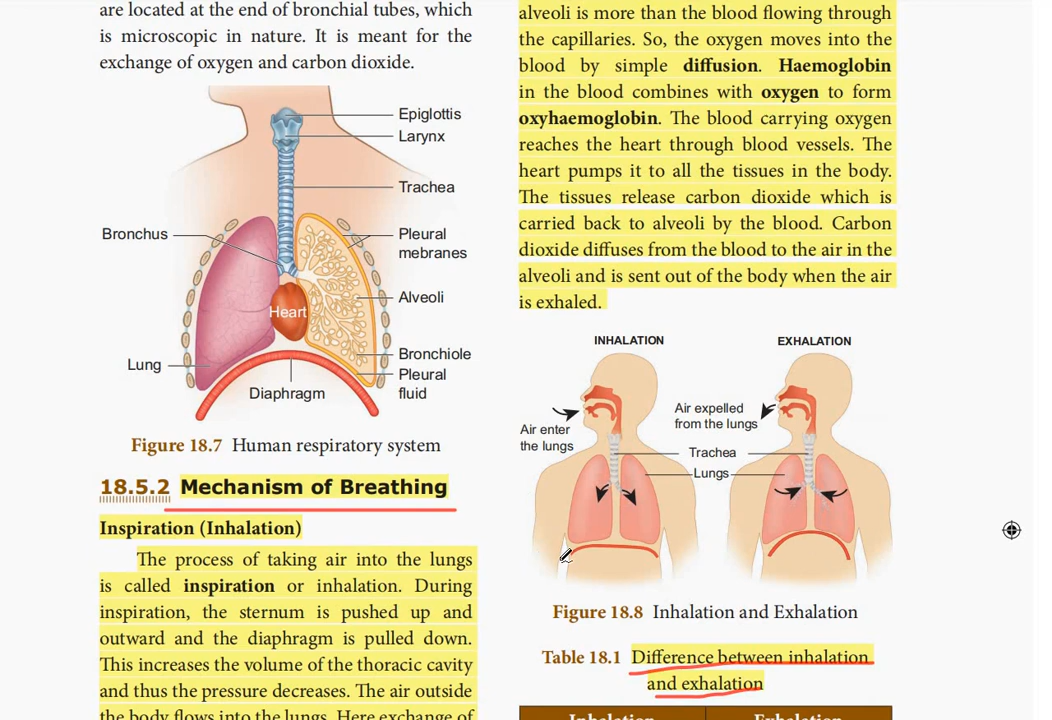 are located at the end of bronchial tubes, which
is microscopic in nature. It is meant for the
exchange of oxygen and carbon dioxide.
Epiglottis
Larynx
Trachea
Bronchus
Pleural
mebranes
Alveoli
Heart
Bronchiole
Lung
Pleural
fluid
Diaphragm
Figure 18.7 Human respiratory system
18.5.2 Mechanism of Breathing
Inspiration (Inhalation)
The process of taking air into the lungs
is called inspiration or inhalation. During
inspiration, the sternum is pushed up and
outward and the diaphragm is pulled down.
This increases the volume of the thoracic cavity
and thus the pressure decreases. The air outside
the body flows into the lungs. Here exchange of
alveoli is more than the blood flowing through
the capillaries. So, the oxygen moves into the
blood by simple diffusion. Haemoglobin
in the blood combines with oxygen to form
oxyhaemoglobin. The blood carrying oxygen
reaches the heart through blood vessels. The
heart pumps it to all the tissues in the body.
The tissues release carbon dioxide which is
carried back to alveoli by the blood. Carbon
dioxide diffuses from the blood to the air in the
alveoli and is sent out of the body when the air
is exhaled.
INHALATION
EXHALATION
Air enter
the lungs
Air expelled
from the lungs
Trachea
Lungs
Figure 18.8 Inhalation and Exhalation
Table 18.1 Difference between inhalation
and exhalation
Inhalation Exhalation